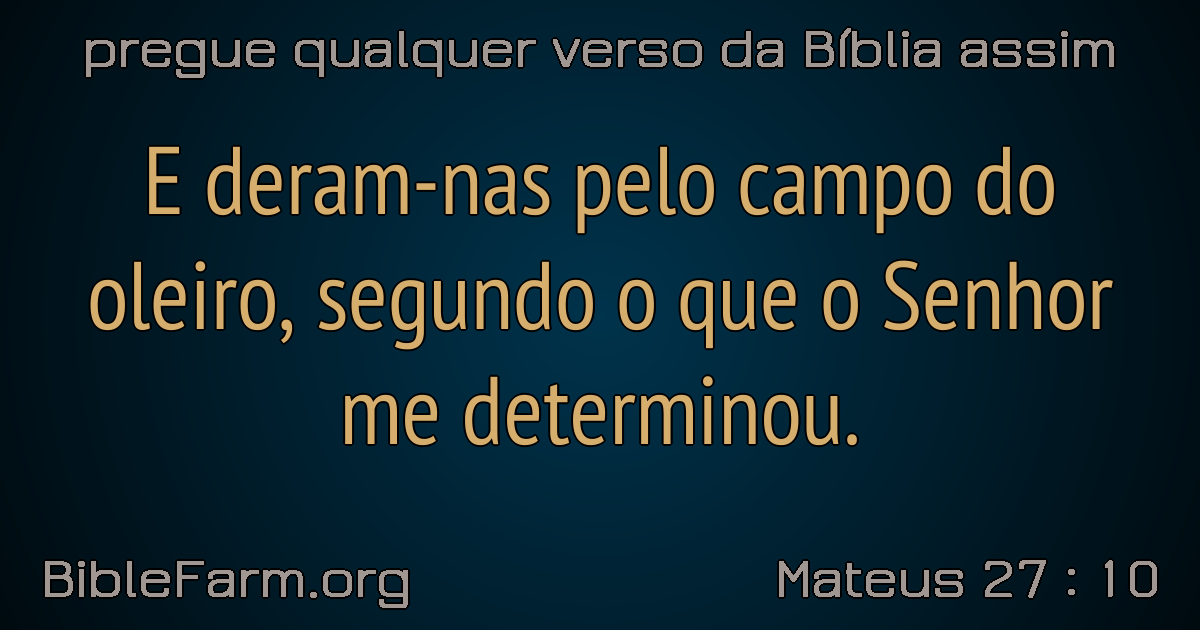 pregue qualquer verso da Bíblia assim
E deram-nas pelo campo do
oleiro, segundo o que o Senhor
me determinou.
BibleFarm.org
Mateus 27 : 10